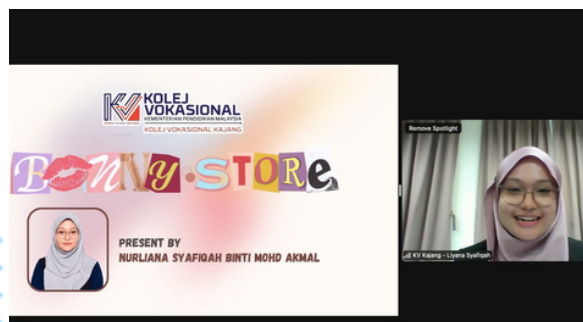 KOLEJ
VOKASIONAL
KEMENTERIAN PENDIDIKAN MALAYSIA
KOLEJ VOKASIONAL KAJANG
BONNY.STORE
PRESENT BY
NURLIANA SYAFIQAH BINTI MOHD AKMAL
Remove Spotlight
KV Kajang - Liyana Syafiqah